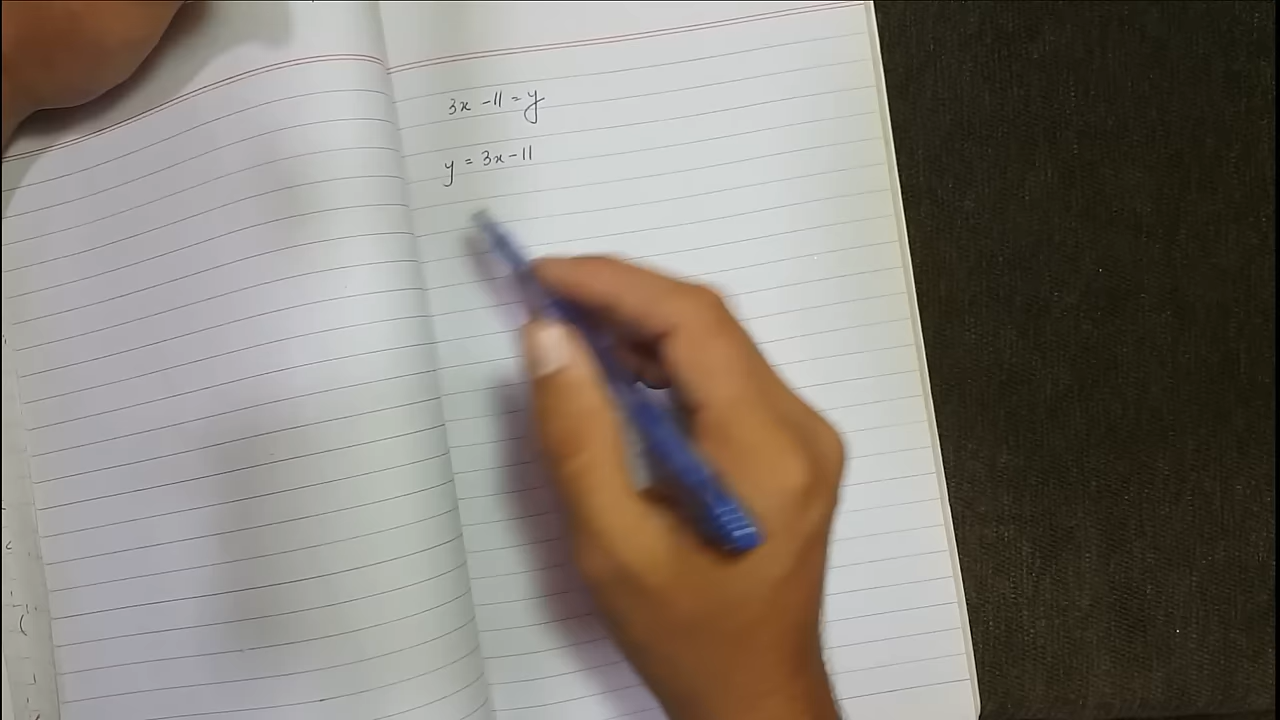 3x - 11 = y
y = 3x - 11